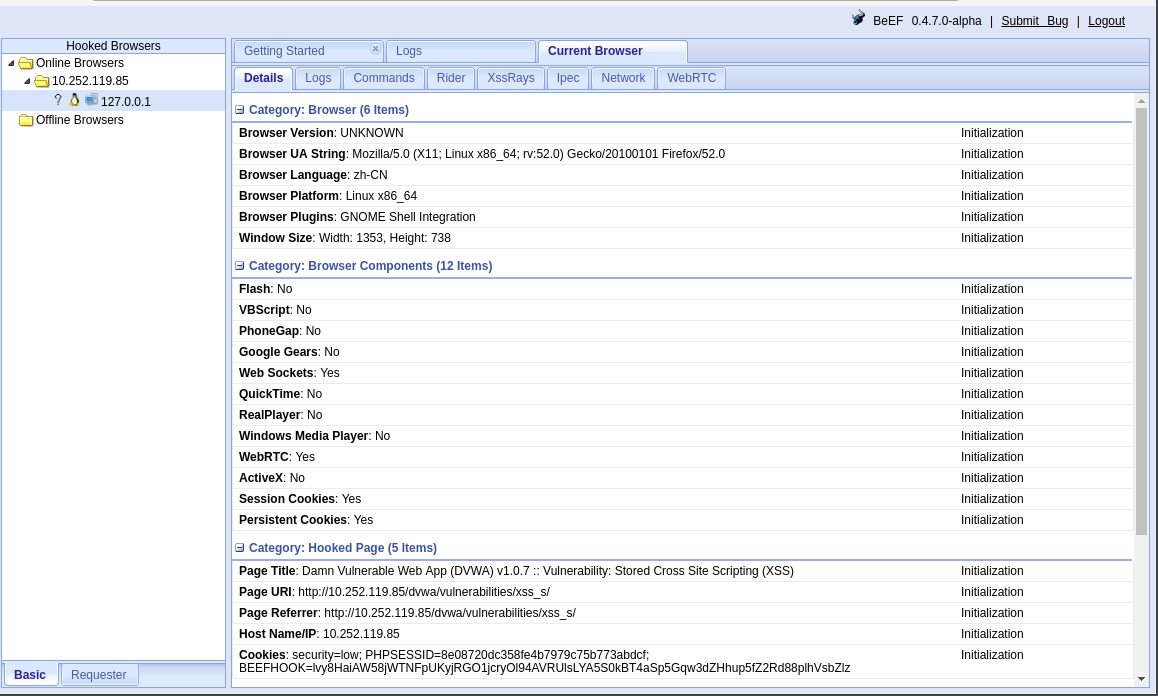 BeEF 0.4.7.0-alpha | Submit Bug | Logout
Hooked Browsers
Online Browsers
10.252.119.85
? 127.0.0.1
Offline Browsers
Basic Requester
Getting Started Logs Current Browser
Details Logs Commands Rider XssRays Ipec Network WebRTC
Category: Browser (6 Items)
Browser Version: UNKNOWN Initialization
Browser UA String: Mozilla/5.0 (X11; Linux x86_64; rv:52.0) Gecko/20100101 Firefox/52.0 Initialization
Browser Language: zh-CN Initialization
Browser Platform: Linux x86_64 Initialization
Browser Plugins: GNOME Shell Integration Initialization
Window Size: Width: 1353, Height: 738 Initialization
Category: Browser Components (12 Items)
Flash: No Initialization
VBScript: No Initialization
PhoneGap: No Initialization
Google Gears: No Initialization
Web Sockets: Yes Initialization
QuickTime: No Initialization
RealPlayer: No Initialization
Windows Media Player: No Initialization
WebRTC: Yes Initialization
ActiveX: No Initialization
Session Cookies: Yes Initialization
Persistent Cookies: Yes Initialization
Category: Hooked Page (5 Items)
Page Title: Damn Vulnerable Web App (DVWA) v1.0.7 :: Vulnerability: Stored Cross Site Scripting (XSS) Initialization
Page URI: http://10.252.119.85/dvwa/vulnerabilities/xss_s/ Initialization
Page Referrer: http://10.252.119.85/dvwa/vulnerabilities/xss_s/ Initialization
Host Name/IP: 10.252.119.85 Initialization
Cookies: security=low; PHPSESSID=8e08720dc358fe4b7979c75b773abdcf; Initialization
BEEFHOOK=lvy8HaiAW58jWTNFpUKyjRGO1jcryOl94AVRUlsLYA5S0kBT4aSp5Gqw3dZHhup5fZ2Rd88plhVsbZlz